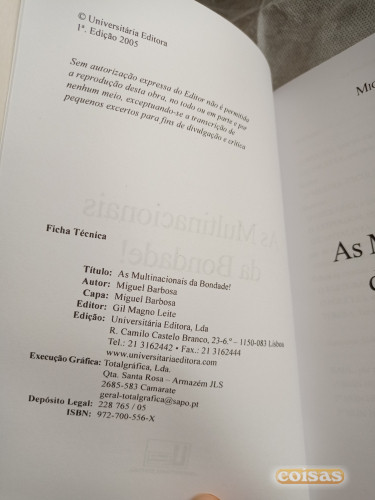 © Universitária Editora
1ª. Edição 2005
Sem autorização expressa do Editor não é permitida
a reprodução desta obra, no todo ou em parte e por
nenhum meio, exceptuando-se a transcrição de
pequenos excertos para fins de divulgação e crítica
As Multinacionais
da Bondade!
Ficha Técnica
Título: As Multinacionais da Bondade!
Autor: Miguel Barbosa
Capa: Miguel Barbosa
Editor: Gil Magno Leite
Edição: Universitária Editora, Lda
R. Camilo Castelo Branco, 23-6.º – 1150-083 Lisboa
Tel.: 21 3162442 • Fax.: 21 3162444
www.universitariaeditora.com
Execução Gráfica: Totalgráfica, Lda.
Qta. Santa Rosa – Armazém JLS
2685-583 Camarate
geral-totalgrafica@sapo.pt
Depósito Legal: 228 765 / 05
ISBN: 972-700-556-X
As
coisas